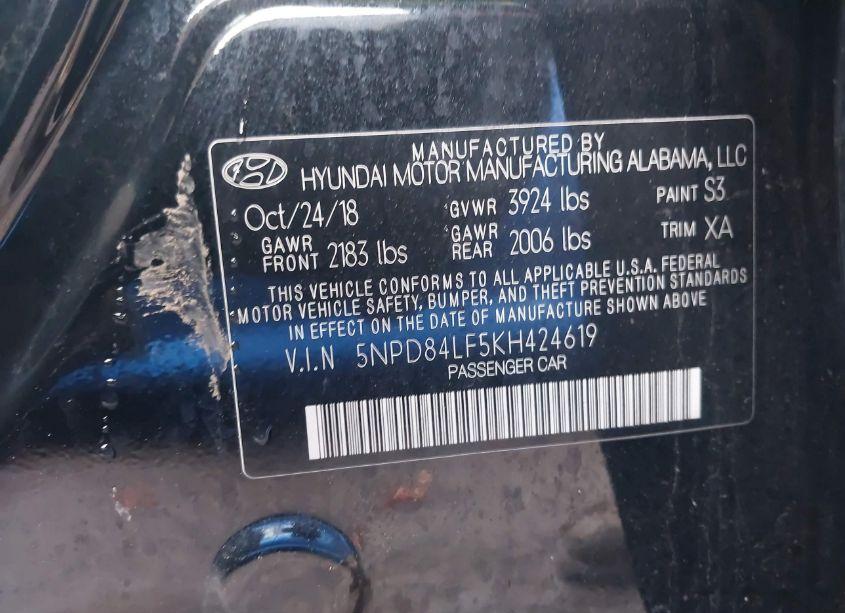 MANUFACTURED BY
HYUNDAI MOTOR MANUFACTURING ALABAMA, LLC
Oct/24/18 GVWR 3924 lbs PAINT S3
GAWR FRONT 2183 lbs GAWR REAR 2006 lbs TRIM XA
THIS VEHICLE CONFORMS TO ALL APPLICABLE U.S.A. FEDERAL
MOTOR VEHICLE SAFETY, BUMPER, AND THEFT PREVENTION STANDARDS
IN EFFECT ON THE DATE OF MANUFACTURE SHOWN ABOVE
V.I.N 5NPD84LF5KH424619
PASSENGER CAR